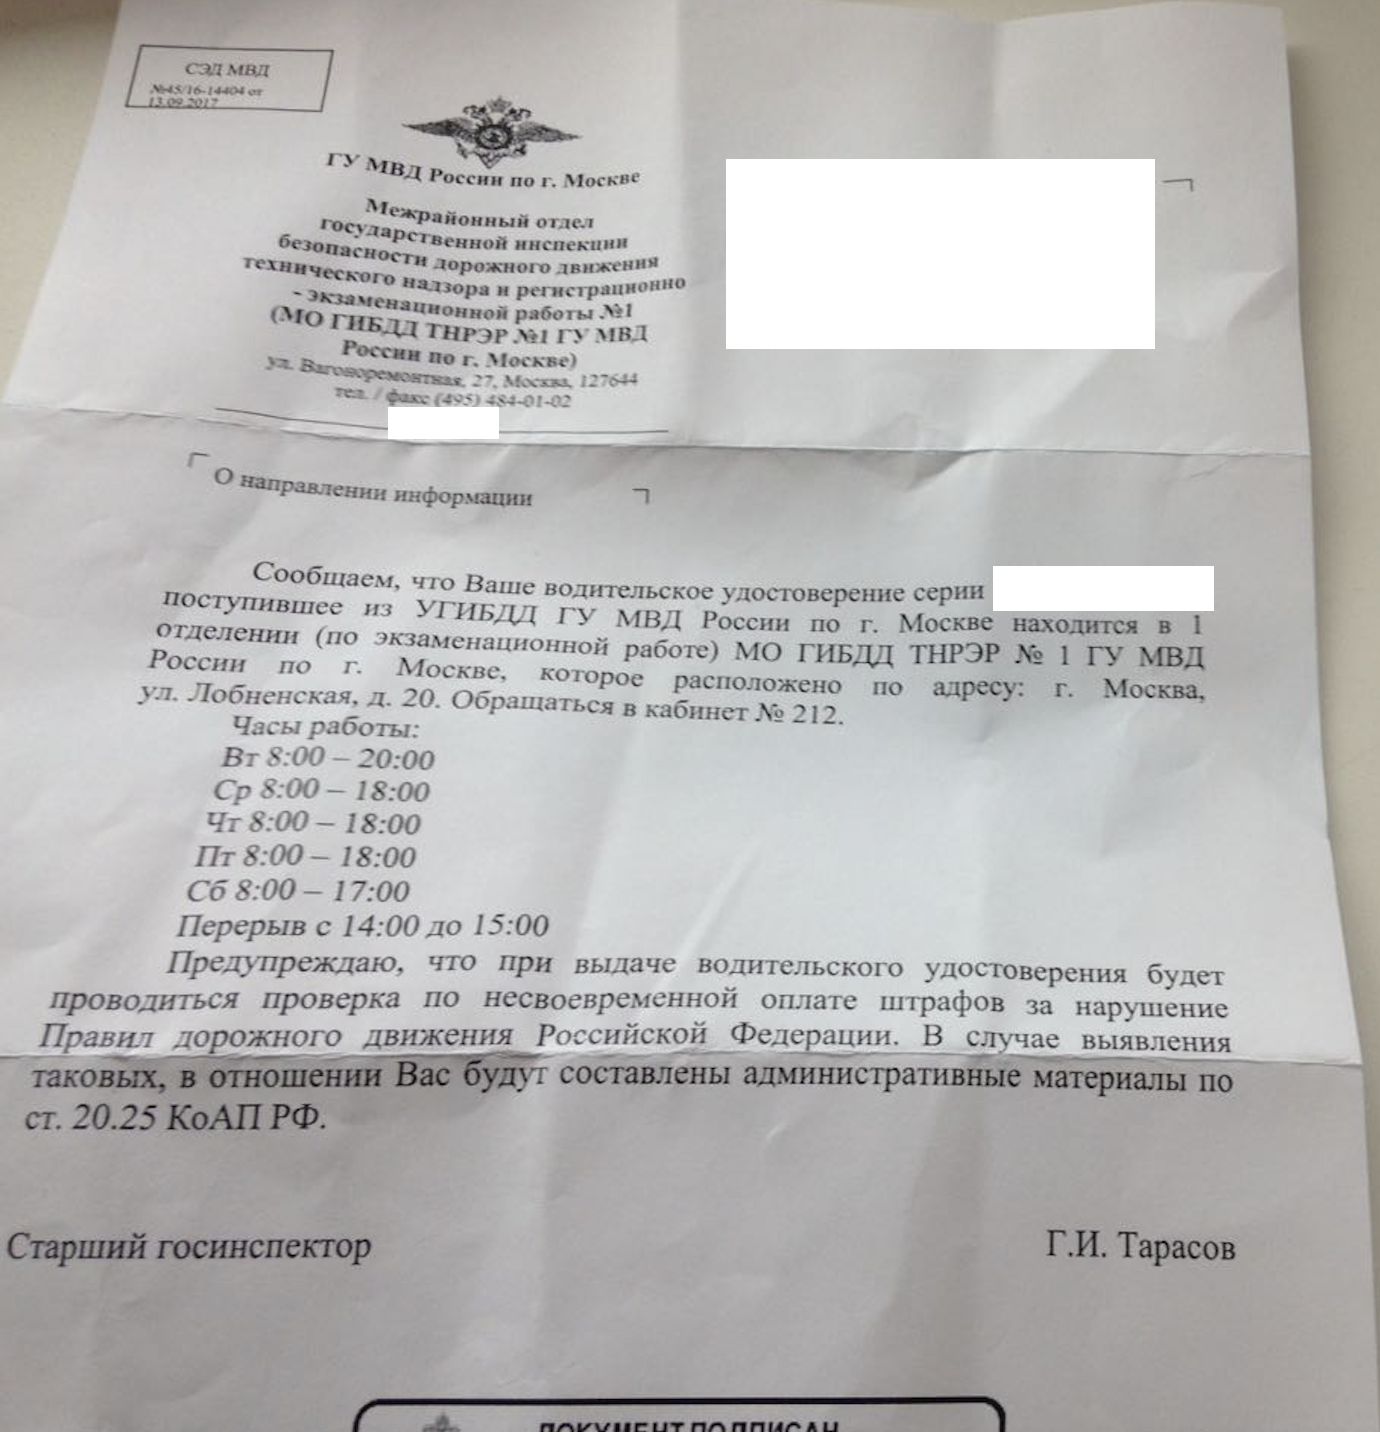 СЭД МВД
№45/16-14404 от
13.09.2017
ГУ МВД России по г. Москве
Межрайонный отдел
государственной инспекции
безопасности дорожного движения
технического надзора и регистрационно
- экзаменационной работы №1
(МО ГИБДД ТНРЭР №1 ГУ МВД
России по г. Москве)
ул. Вагоноремонтная, 27, Москва, 127644
тел. / факс (495) 484-01-02
О направлении информации
Сообщаем, что Ваше водительское удостоверение серии
поступившее из УГИБДД ГУ МВД России по г. Москве находится в 1
отделении (по экзаменационной работе) МО ГИБДД ТНРЭР № 1 ГУ МВД
России по г. Москве, которое расположено по адресу: г. Москва,
ул. Лобненская, д. 20. Обращаться в кабинет № 212.
Часы работы:
Вт 8:00 – 20:00
Ср 8:00 – 18:00
Чт 8:00 – 18:00
Пт 8:00 – 18:00
Сб 8:00 – 17:00
Перерыв с 14:00 до 15:00
Предупреждаю, что при выдаче водительского удостоверения будет
проводиться проверка по несвоевременной оплате штрафов за нарушение
Правил дорожного движения Российской Федерации. В случае выявления
таковых, в отношении Вас будут составлены административные материалы по
ст. 20.25 КоАП РФ.
Старший госинспектор Г.И. Тарасов
ДОКУМЕНТ ПОДПИСАН